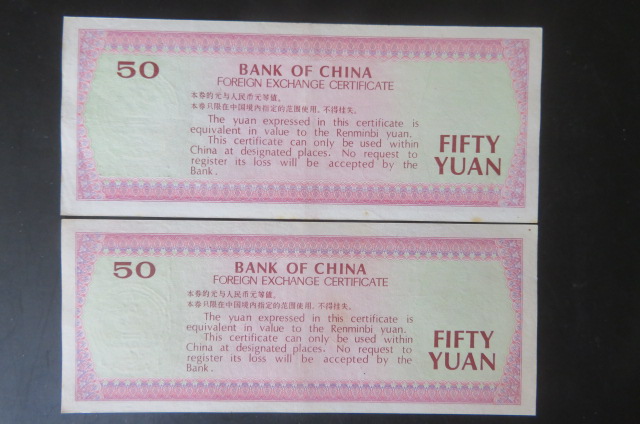 50
BANK OF CHINA
FOREIGN EXCHANGE CERTIFICATE
本券的元与人民币元等值。
本券只限在中国境内指定的范围使用，不得挂失。
The yuan expressed in this certificate is
equivalent in value to the Renminbi yuan.
This certificate can only be used within
China at designated places. No request to
register its loss will be accepted by the
Bank.
FIFTY
YUAN
50
BANK OF CHINA
FOREIGN EXCHANGE CERTIFICATE
本券的元与人民币元等值。
本券只限在中国境内指定的范围使用，不得挂失。
The yuan expressed in this certificate is
equivalent in value to the Renminbi yuan.
This certificate can only be used within
China at designated places. No request to
register its loss will be accepted by the
Bank.
FIFTY
YUAN